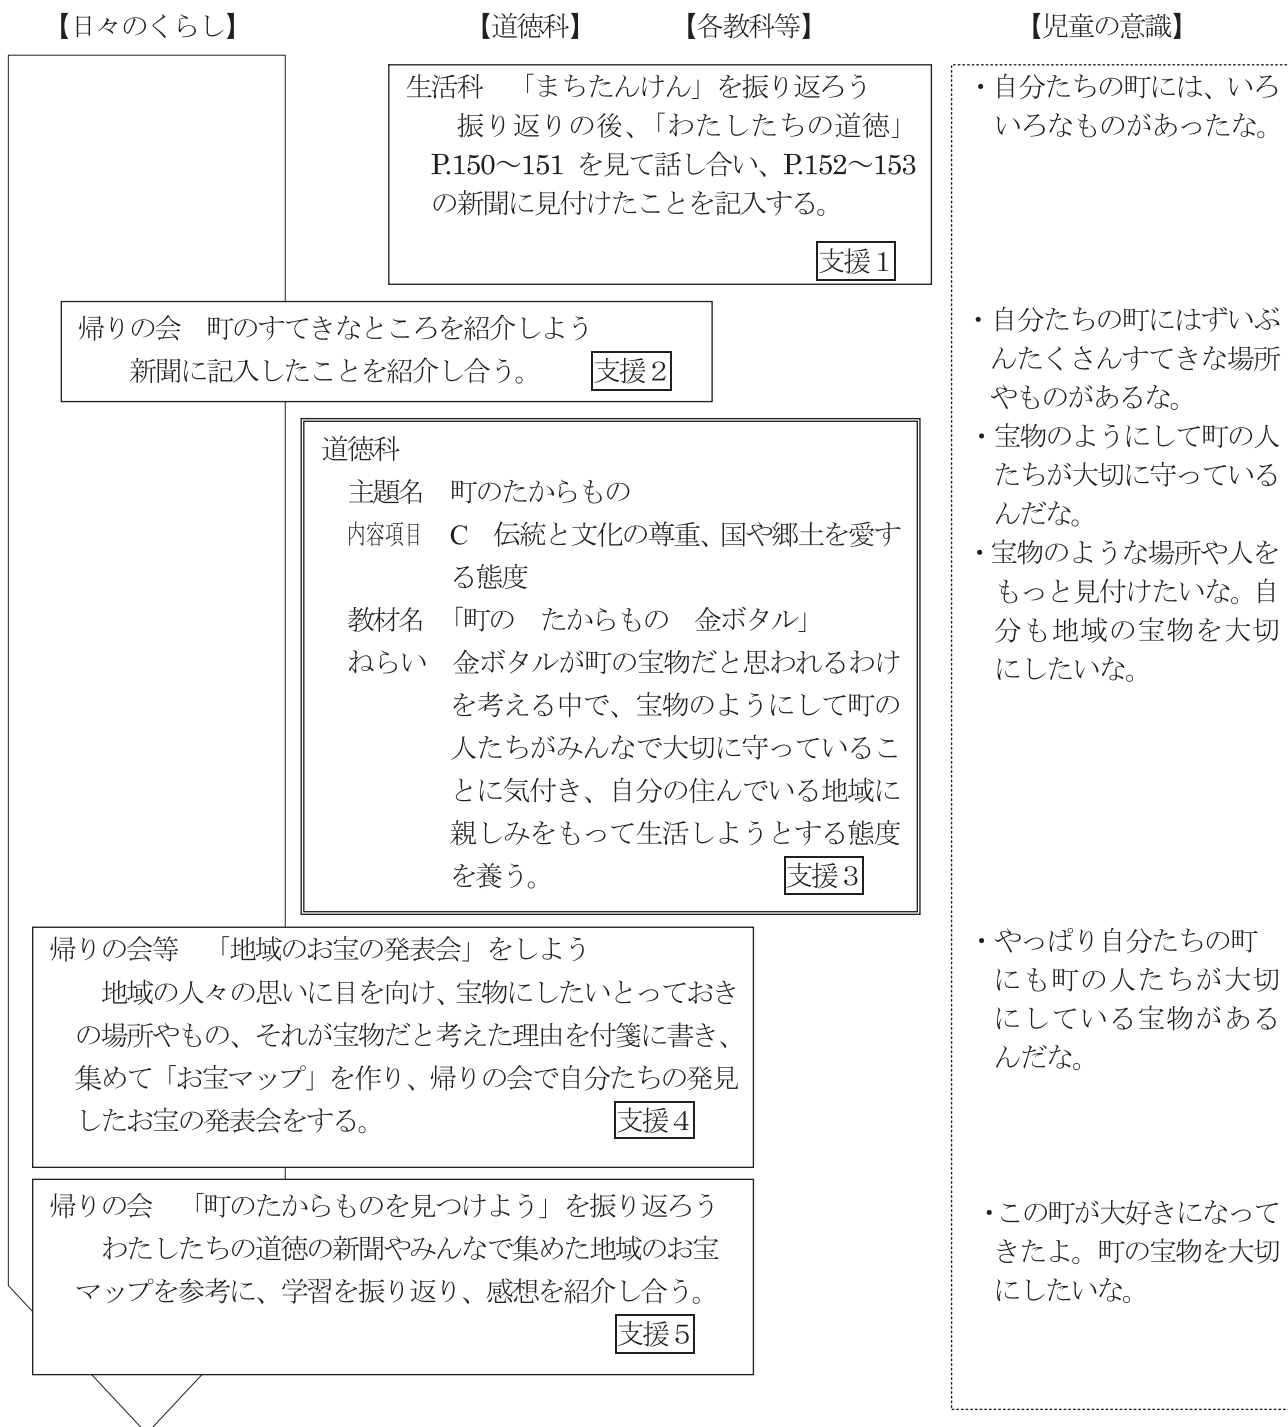 【日々のくらし】 【道徳科】 【各教科等】 【児童の意識】
生活科 「まちたんけん」を振り返ろう
振り返りの後、「わたしたちの道徳」
P.150～151 を見て話し合い、P.152～153
の新聞に見付けたことを記入する。
支援１
・自分たちの町には、いろ
いろなものがあったな。
帰りの会 町のすてきなところを紹介しよう
新聞に記入したことを紹介し合う。 支援２
・自分たちの町にはずいぶ
んたくさんすてきな場所
やものがあるな。
・宝物のようにして町の人
たちが大切に守っている
んだな。
・宝物のような場所や人を
もっと見付けたいな。自
分も地域の宝物を大切
にしたいな。
道徳科
主題名 町のたからもの
内容項目 C 伝統と文化の尊重、国や郷土を愛す
る態度
教材名 「町の たからもの 金ボタル」
ねらい 金ボタルが町の宝物だと思われるわけ
を考える中で、宝物のようにして町の
人たちがみんなで大切に守っているこ
とに気付き、自分の住んでいる地域に
親しみをもって生活しようとする態度
を養う。 支援３
帰りの会等 「地域のお宝の発表会」をしよう
地域の人々の思いに目を向け、宝物にしたいとっておき
の場所やもの、それが宝物だと考えた理由を付箋に書き、
集めて「お宝マップ」を作り、帰りの会で自分たちの発見
したお宝の発表会をする。 支援４
・やっぱり自分たちの町
にも町の人たちが大切
にしている宝物がある
んだな。
帰りの会 「町のたからものを見つけよう」を振り返ろう
わたしたちの道徳の新聞やみんなで集めた地域のお宝
マップを参考に、学習を振り返り、感想を紹介し合う。
支援５
・この町が大好きになって
きたよ。町の宝物を大切
にしたいな。